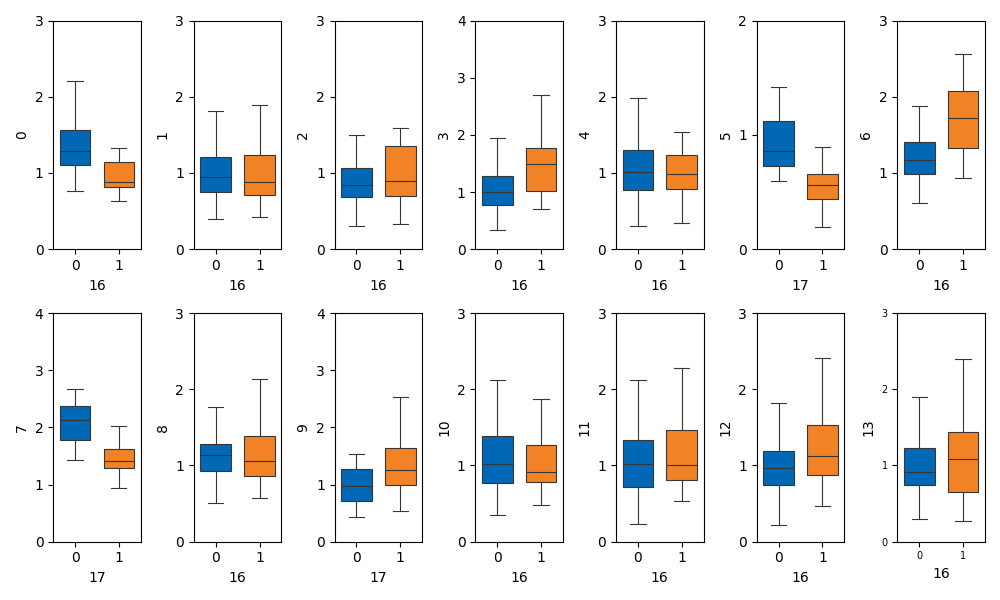 3 3 3 4 3 2 3
3
2 2 2 2 2
2
0 1 2 3 4 5 1 6
1 1 1 1 1
1
0 0 0 0 0 0 0
0 1 0 1 0 1 0 1 0 1 0 1 0 1
16 16 16 16 16 17 16
4 3 4 3 3 3 3
3 3
2 2 2 2 2
2 2
7 8 9 10 11 12 13
1 1 1 1 1
1 1
0 0 0 0 0 0 0
0 1 0 1 0 1 0 1 0 1 0 1 0 1
17 16 17 16 16 16 16